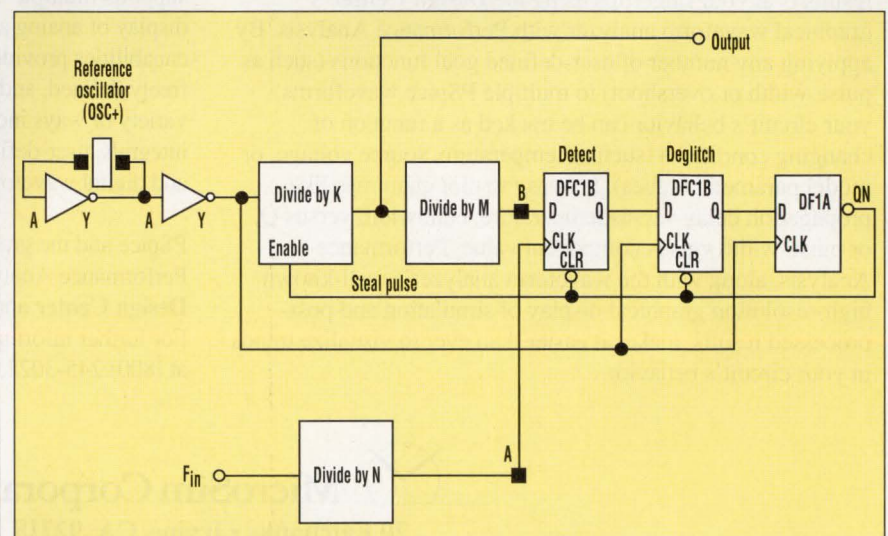 Output
Reference
oscillator
(OSC+)
Detect
Deglitch
DFC1B
DFC1B
DF1A
QN
Divide by K
Divide by M
B
D Q
D Q
D
A Y
A Y
Enable
CLK
CLK
CLK
CLR
CLR
Steal pulse
A
Fin
Divide by N